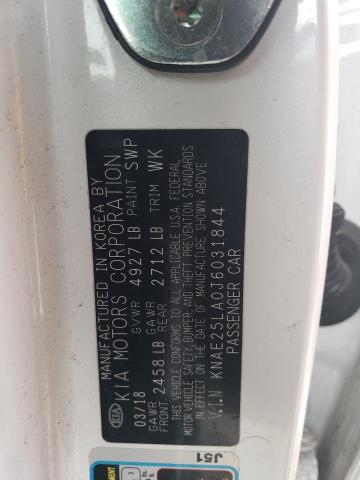 MANUFACTURED IN KOREA BY
KIA MOTORS CORPORATION
03/18 GVWR 4927 LB PAINT SWP
GAWR FRONT 2458 LB GAWR REAR 2712 LB TRIM WK
THIS VEHICLE CONFORMS TO ALL APPLICABLE U.S.A. FEDERAL
MOTOR VEHICLE SAFETY, BUMPER, AND THEFT PREVENTION STANDARDS
IN EFFECT ON THE DATE OF MANUFACTURE SHOWN ABOVE
V.I.N KNAE25LA0J6031844
PASSENGER CAR
KIA
J51